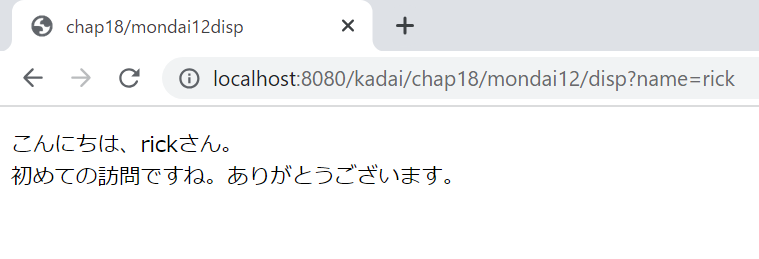 chap18/mondai12disp
localhost:8080/kadai/chap18/mondai12/disp?name=rick
こんにちは、rickさん。
初めての訪問ですね。ありがとうございます。